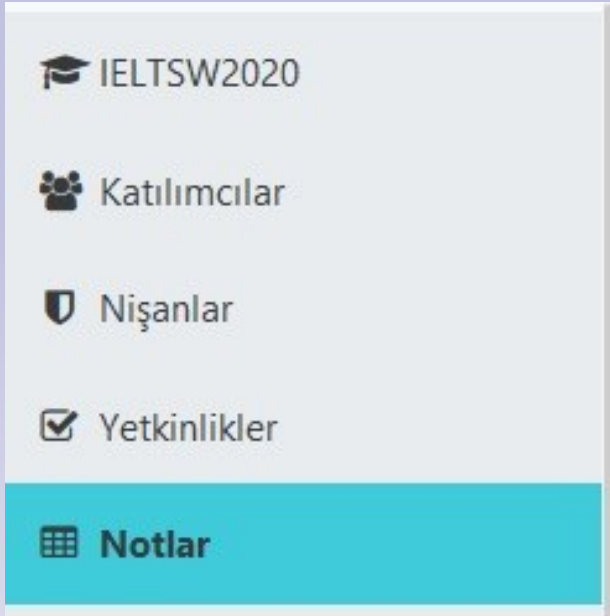 IELTSW2020
Katılımcılar
Nişanlar
Yetkinlikler
Notlar